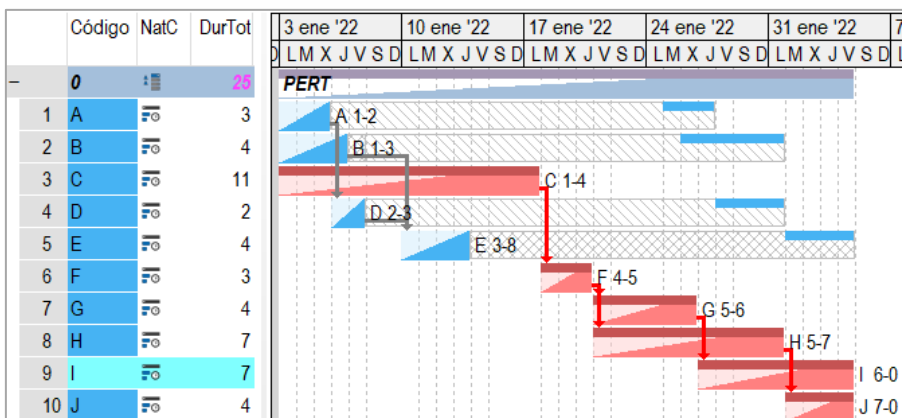 Código NatC DurTot 3 ene '22 10 ene '22 17 ene '22 24 ene '22 31 ene '22 7
D L M X J V S D L M X J V S D L M X J V S D L M X J V S D L M X J V S D L
0 25 PERT
1 A 3 A 1-2
2 B 4 B 1-3
3 C 11 C 1-4
4 D 2 D 2-3
5 E 4 E 3-8
6 F 3 F 4-5
7 G 4 G 5-6
8 H 7 H 5-7
9 I 7 I 6-0
10 J 4 J 7-0